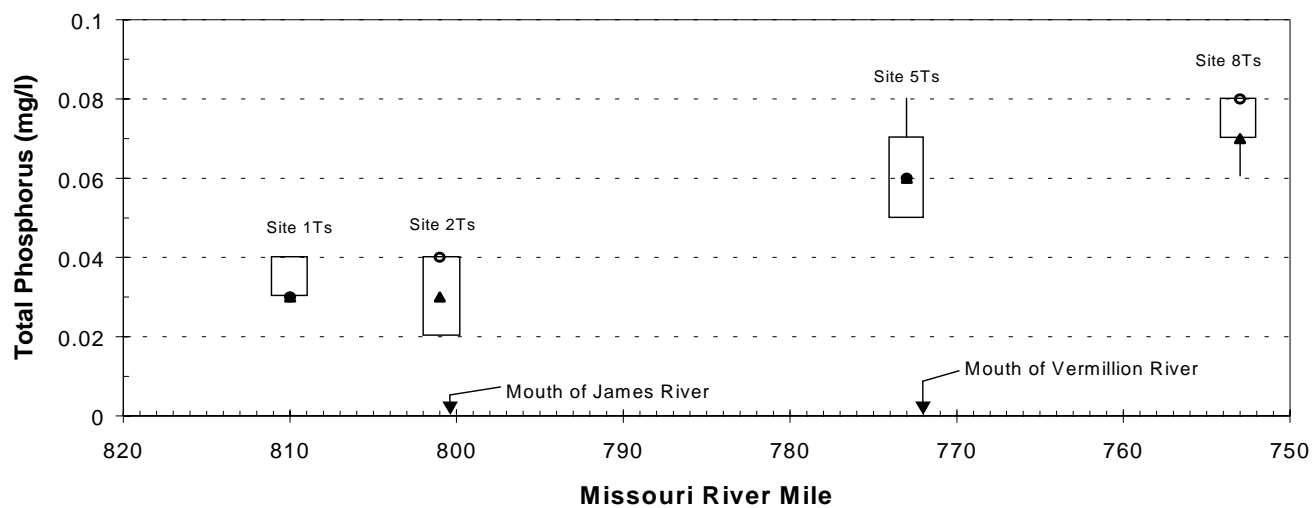 Total Phosphorus (mg/l)
0.1
0.08
0.06
0.04
0.02
0
Site 1Ts
Site 2Ts
Site 5Ts
Site 8Ts
Mouth of James River
Mouth of Vermillion River
820
810
800
790
780
770
760
750
Missouri River Mile